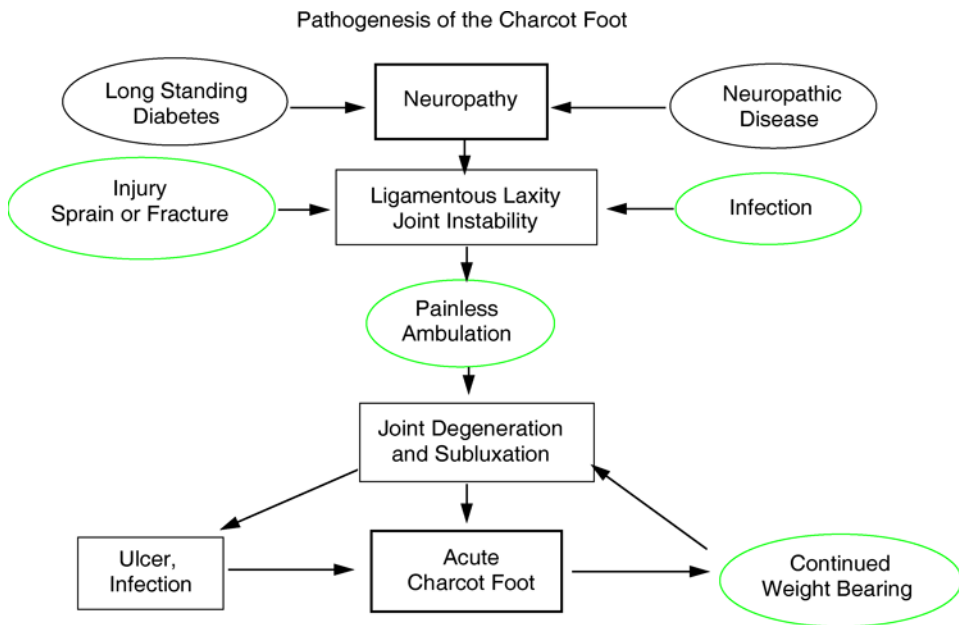 Pathogenesis of the Charcot Foot
Long Standing
Diabetes
Neuropathy
Neuropathic
Disease
Injury
Sprain or Fracture
Ligamentous Laxity
Joint Instability
Infection
Painless
Ambulation
Joint Degeneration
and Subluxation
Ulcer,
Infection
Acute
Charcot Foot
Continued
Weight Bearing